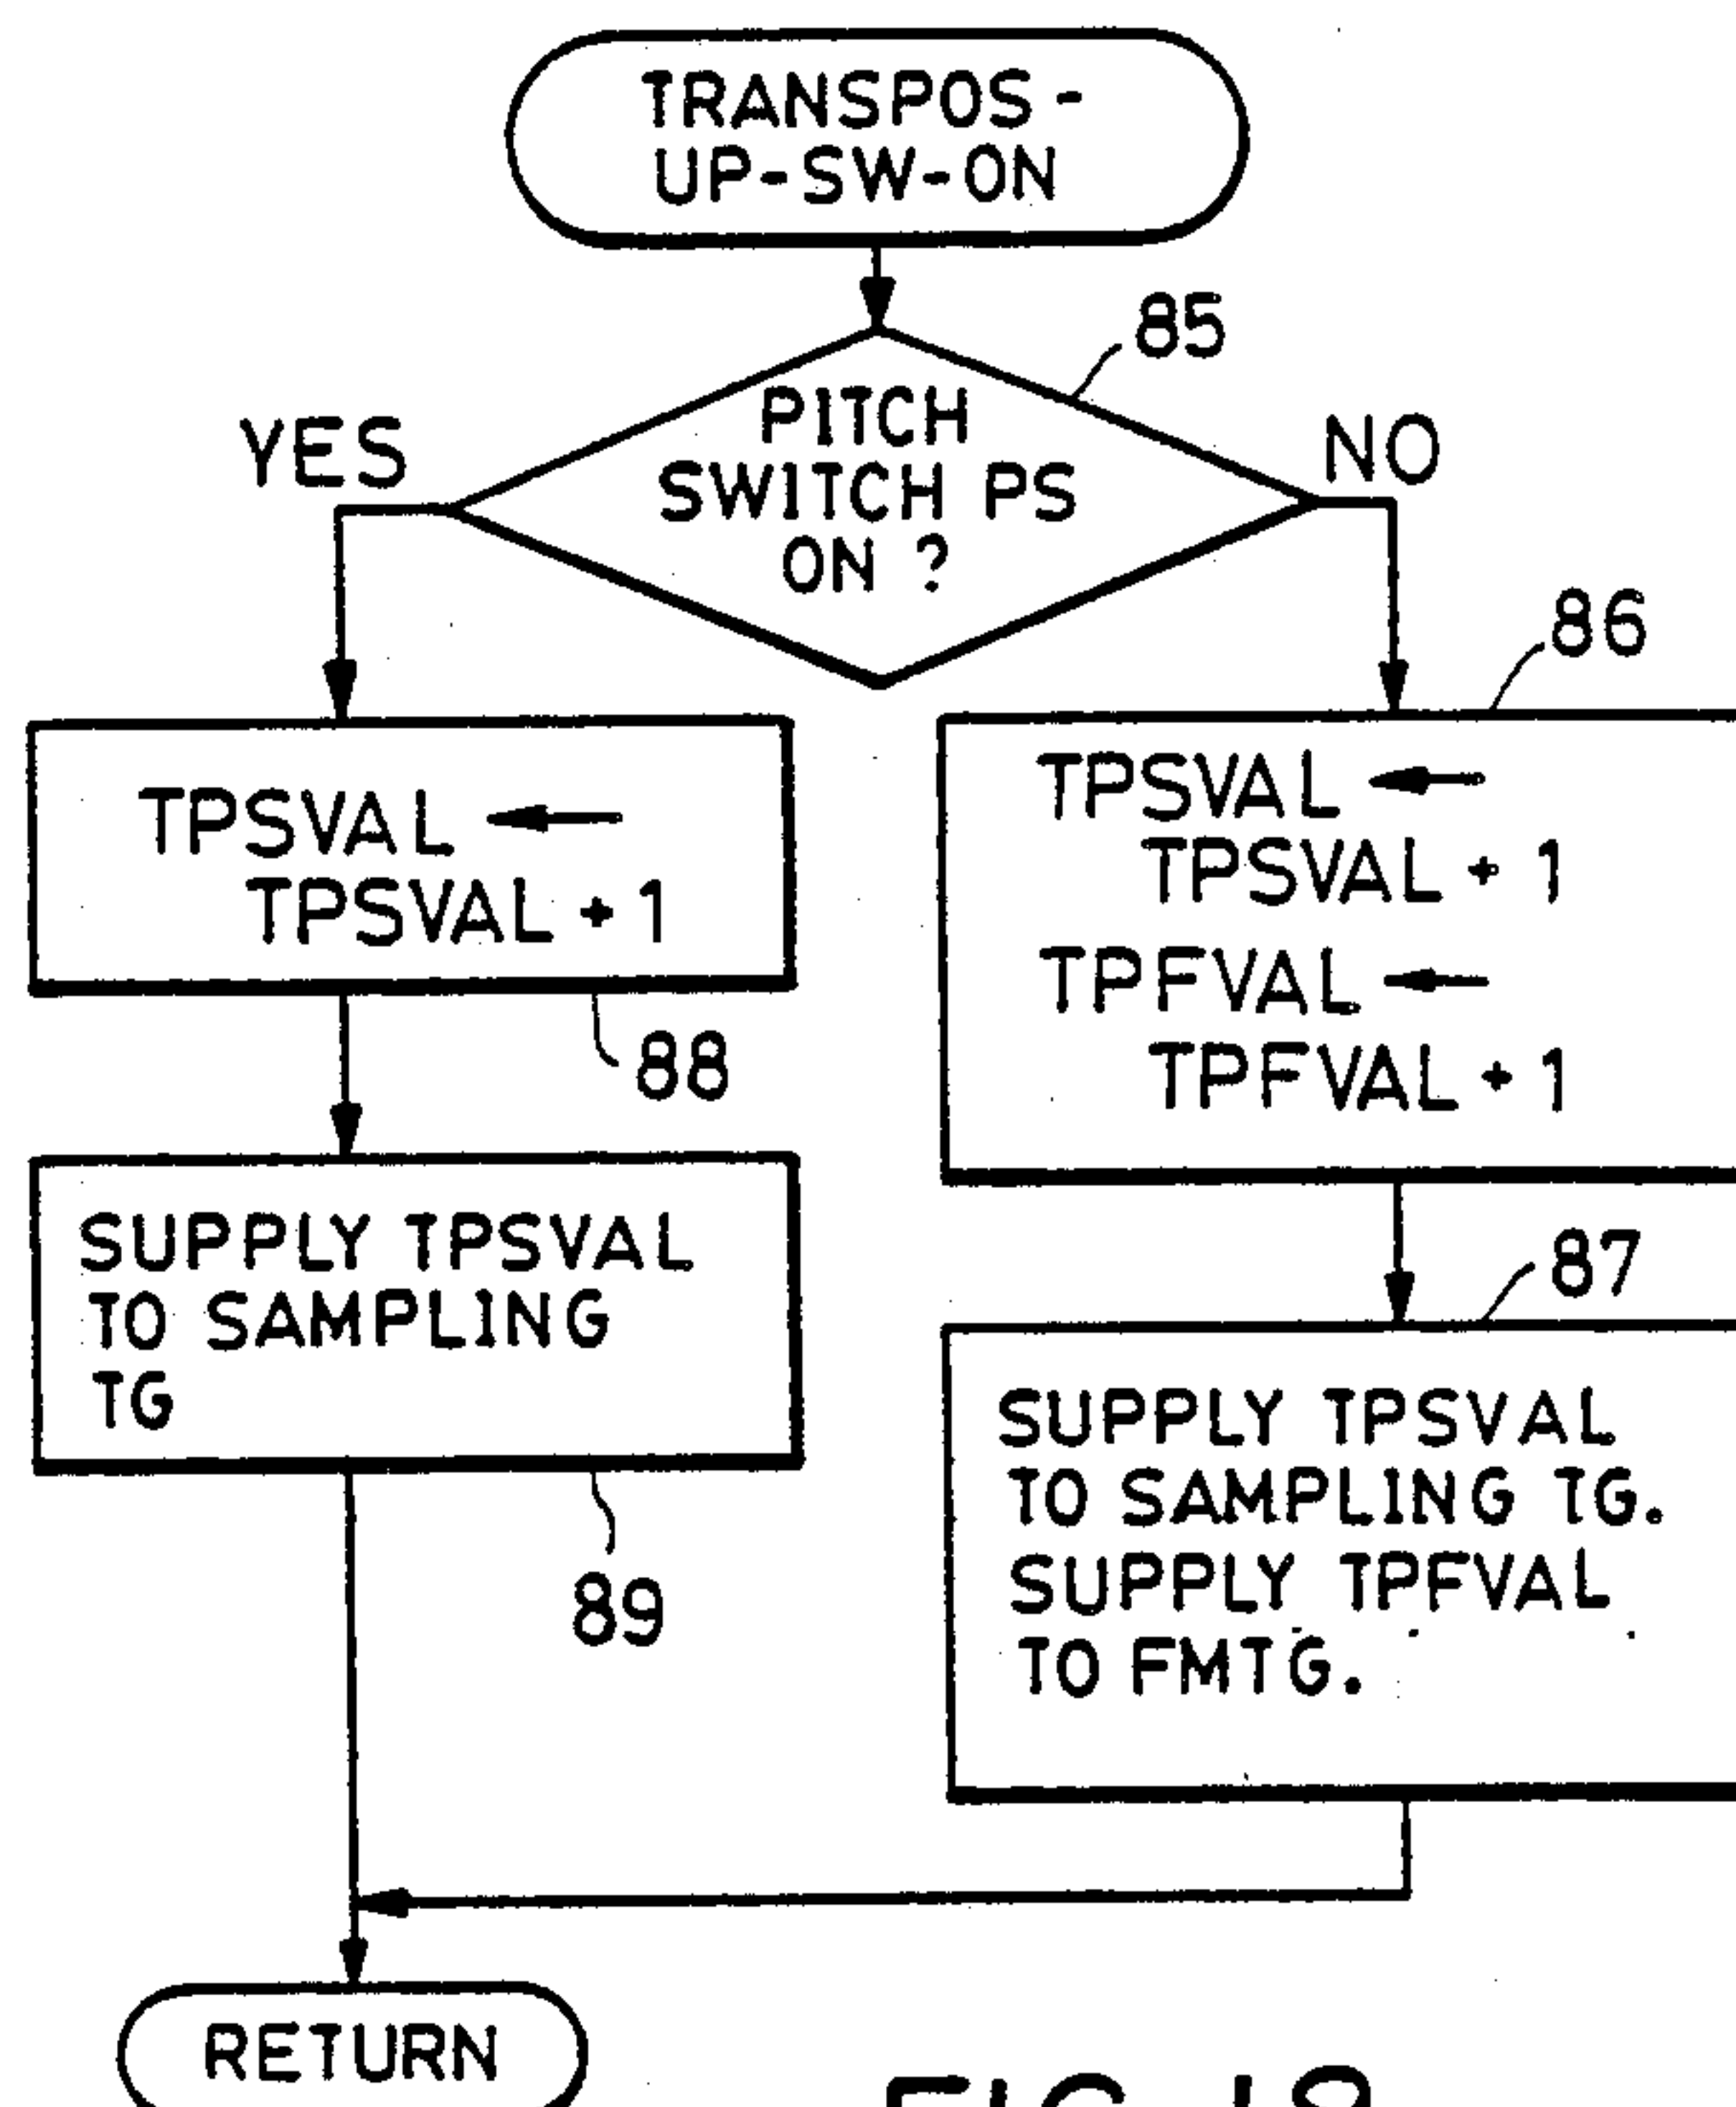 TRANSPOS-
UP-SW-ON
85
PITCH
SWITCH PS
ON ?
YES
NO
86
TPSVAL ←
TPSVAL + 1
88
TPSVAL ←
TPSVAL + 1
TPFVAL ←
TPFVAL + 1
SUPPLY TPSVAL
TO SAMPLING
TG
89
87
SUPPLY TPSVAL
TO SAMPLING TG.
SUPPLY TPFVAL
TO FMTG.
RETURN